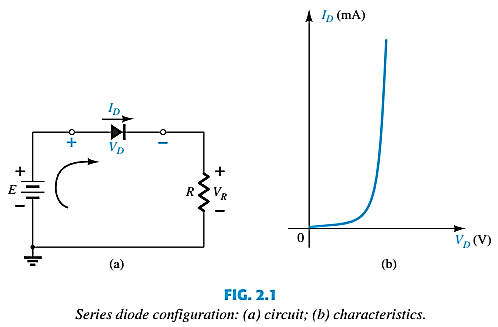 I_D (mA)
I_D
+ V_D −
+
E
−
+
R V_R
−
0
V_D (V)
(a)
(b)
FIG. 2.1
Series diode configuration: (a) circuit; (b) characteristics.